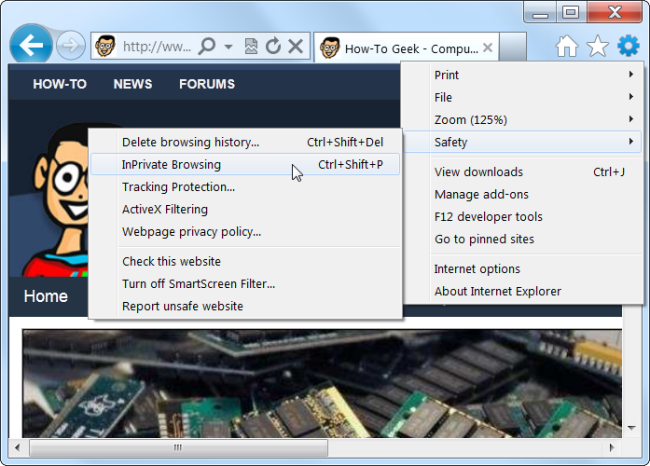 http://ww...
How-To Geek - Compu...
HOW-TO NEWS FORUMS
Print
File
Zoom (125%)
Safety
View downloads Ctrl+J
Manage add-ons
F12 developer tools
Go to pinned sites
Internet options
About Internet Explorer
Delete browsing history... Ctrl+Shift+Del
InPrivate Browsing Ctrl+Shift+P
Tracking Protection...
ActiveX Filtering
Webpage privacy policy...
Check this website
Turn off SmartScreen Filter...
Report unsafe website
Home